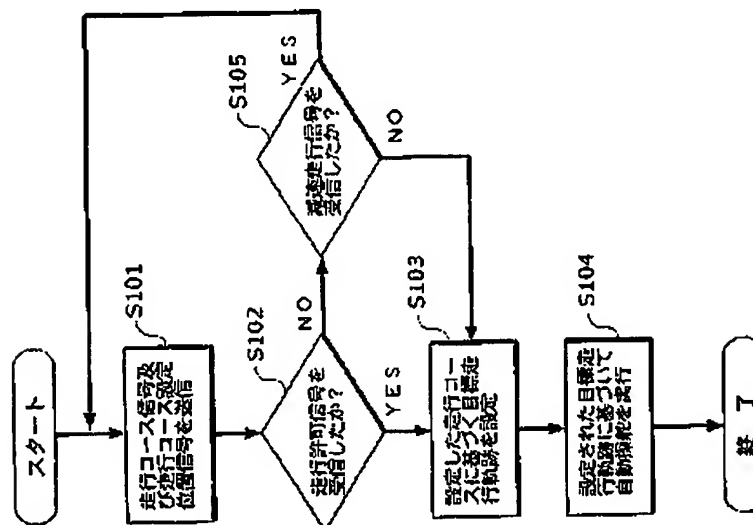 スタート
S101
走行コース信号及
び走行コース設定
位置信号を送信
S102
走行許可信号を
受信したか?
NO
YES
S105
減速走行信号を
受信したか?
YES
NO
S103
設定した走行コー
スに基づく目標走
行軌跡を設定
S104
設定された目標走
行軌跡に基づいて
自動操舵を実行
終 了